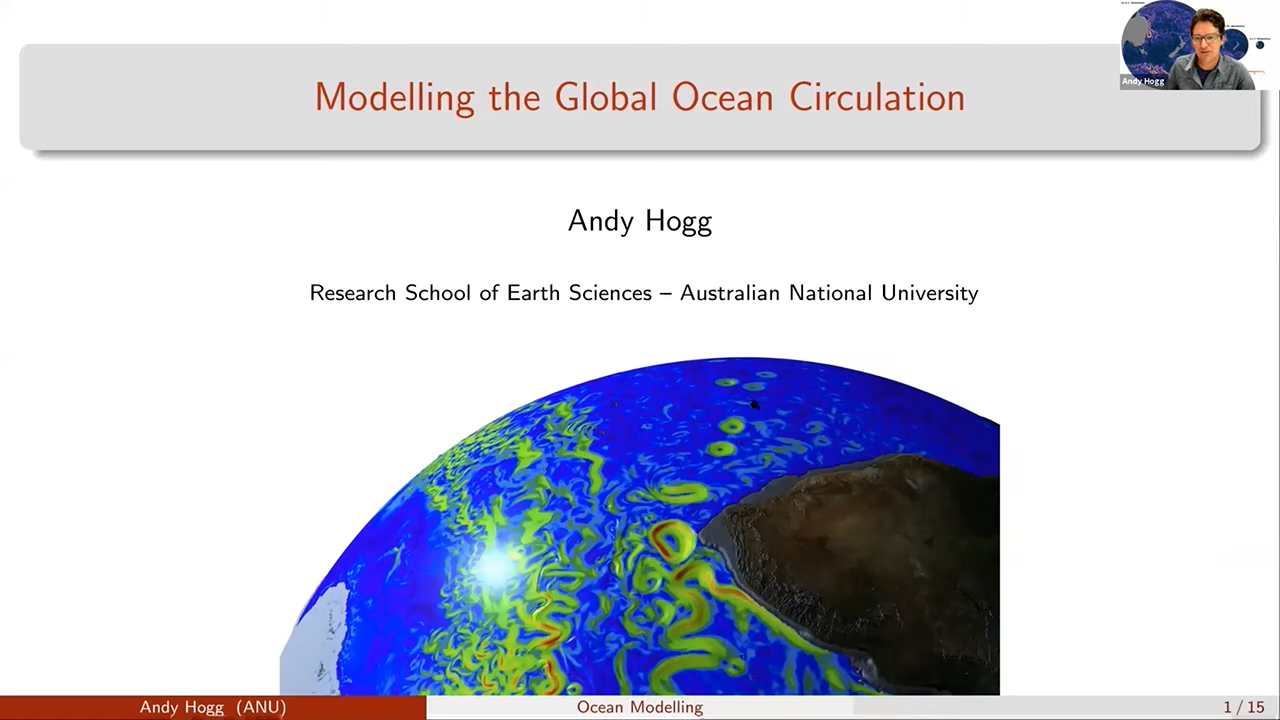 Modelling the Global Ocean Circulation
Andy Hogg
Andy Hogg
Research School of Earth Sciences – Australian National University
Andy Hogg (ANU)
Ocean Modelling
1 / 15